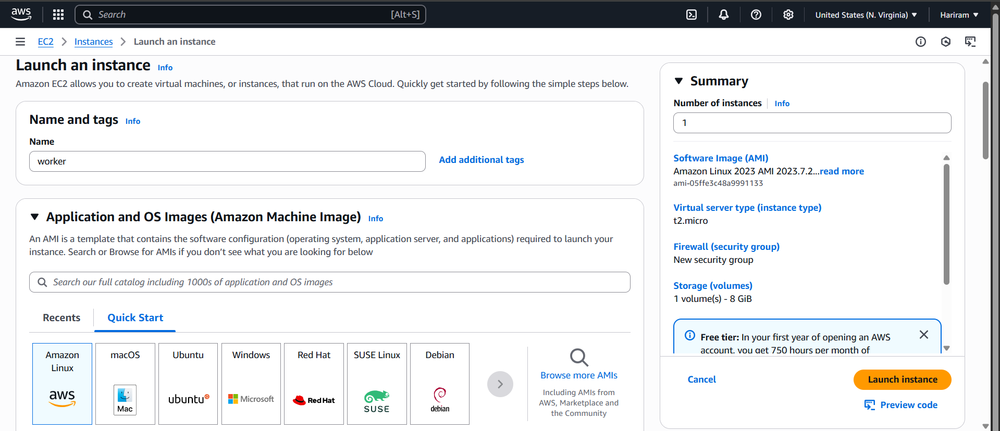 aws
Search [Alt+S]
United States (N. Virginia) Hariram
EC2 Instances Launch an instance
Launch an instance Info
Amazon EC2 allows you to create virtual machines, or instances, that run on the AWS Cloud. Quickly get started by following the simple steps below.
Name and tags Info
Name
worker
Add additional tags
Application and OS Images (Amazon Machine Image) Info
An AMI is a template that contains the software configuration (operating system, application server, and applications) required to launch your
instance. Search or Browse for AMIs if you don’t see what you are looking for below
Search our full catalog including 1000s of application and OS images
Recents Quick Start
Amazon
Linux
aws
macOS
Mac
Ubuntu
ubuntu
Windows
Microsoft
Red Hat
Red Hat
SUSE Linux
SUSE
Debian
debian
Browse more AMIs
Including AMIs from
AWS, Marketplace and
the Community
Summary
Number of instances Info
1
Software Image (AMI)
Amazon Linux 2023 AMI 2023.7.2...read more
ami-05ffe3c48a9991133
Virtual server type (instance type)
t2.micro
Firewall (security group)
New security group
Storage (volumes)
1 volume(s) - 8 GiB
Free tier: In your first year of opening an AWS
account, you get 750 hours per month of
Cancel
Launch instance
Preview code